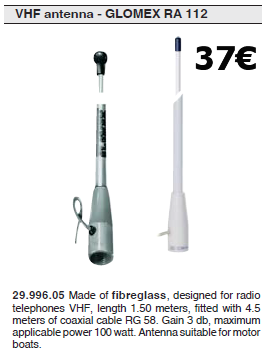 VHF antenna - GLOMEX RA 112
37€
29.996.05 Made of fibreglass, designed for radio
telephones VHF, length 1.50 meters, fitted with 4.5
meters of coaxial cable RG 58. Gain 3 db, maximum
applicable power 100 watt. Antenna suitable for motor
boats.